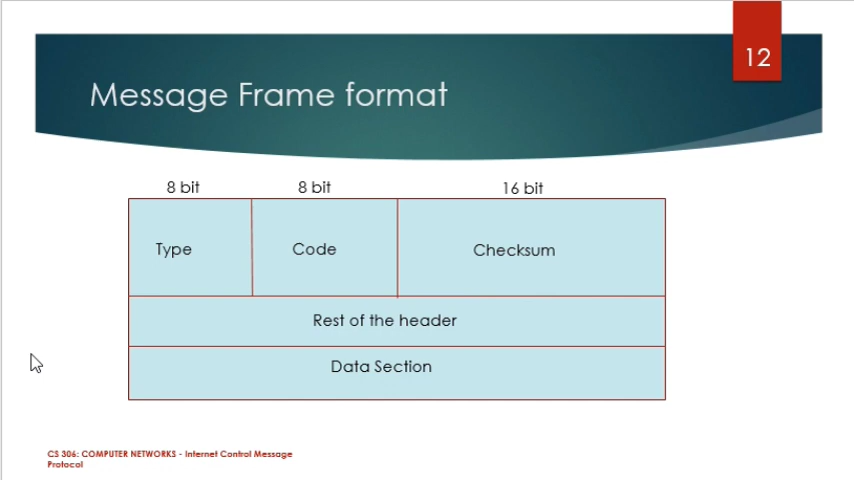 12
Message Frame format
8 bit 8 bit 16 bit
Type Code Checksum
Rest of the header
Data Section
CS 306: COMPUTER NETWORKS - Internet Control Message
Protocol